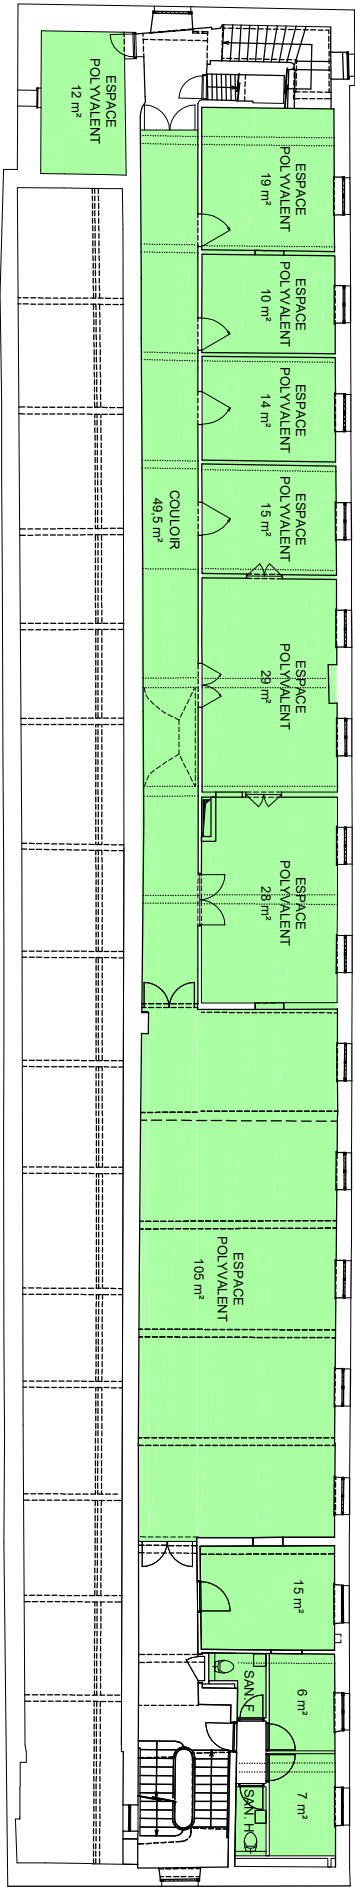 ESPACE
POLYVALENT
12 m²
ESPACE
POLYVALENT
19 m²
ESPACE
POLYVALENT
10 m²
ESPACE
POLYVALENT
14 m²
ESPACE
POLYVALENT
15 m²
COULOIR
49,5 m²
ESPACE
POLYVALENT
29 m²
ESPACE
POLYVALENT
28 m²
ESPACE
POLYVALENT
105 m²
15 m²
SAN. F
6 m²
SAN. H
7 m²